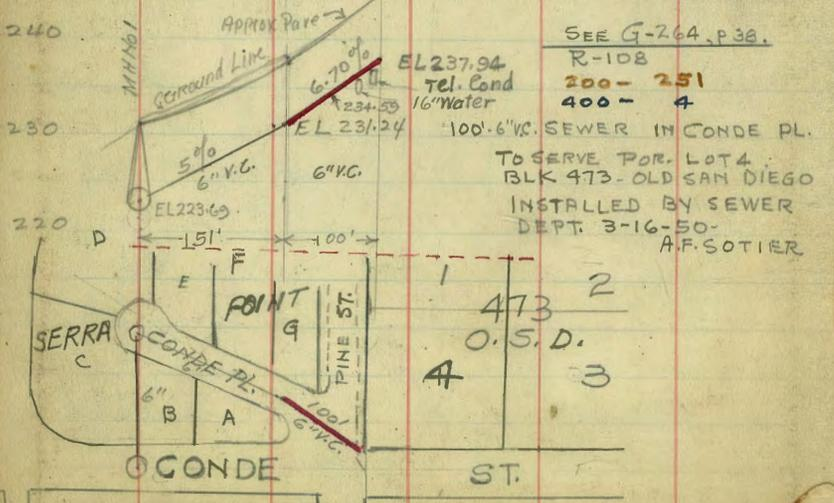 240
APPROX Pave
MH No 1
Ground Line
6.70%
EL 237.94
Tel. Cond
16" Water
234.59
230
EL 231.24
5%
6" V.C.
6" V.C.
EL 223.69
220
151'
100'
SEE G-264, p 38.
R-108
200 - 251
400 - 4
100'-6" V.C. SEWER IN CONDE PL.
TO SERVE POR. LOT 4
BLK 473 - OLD SAN DIEGO
INSTALLED BY SEWER
DEPT. 3-16-50-
A.F. SOTIER
D
E
F
POINT
G
PINE ST.
SERRA
C
CONDE PL.
6"
6"
B
A
100'
6" V.C.
1
2
473
O.S.D.
4
3
CONDE ST.